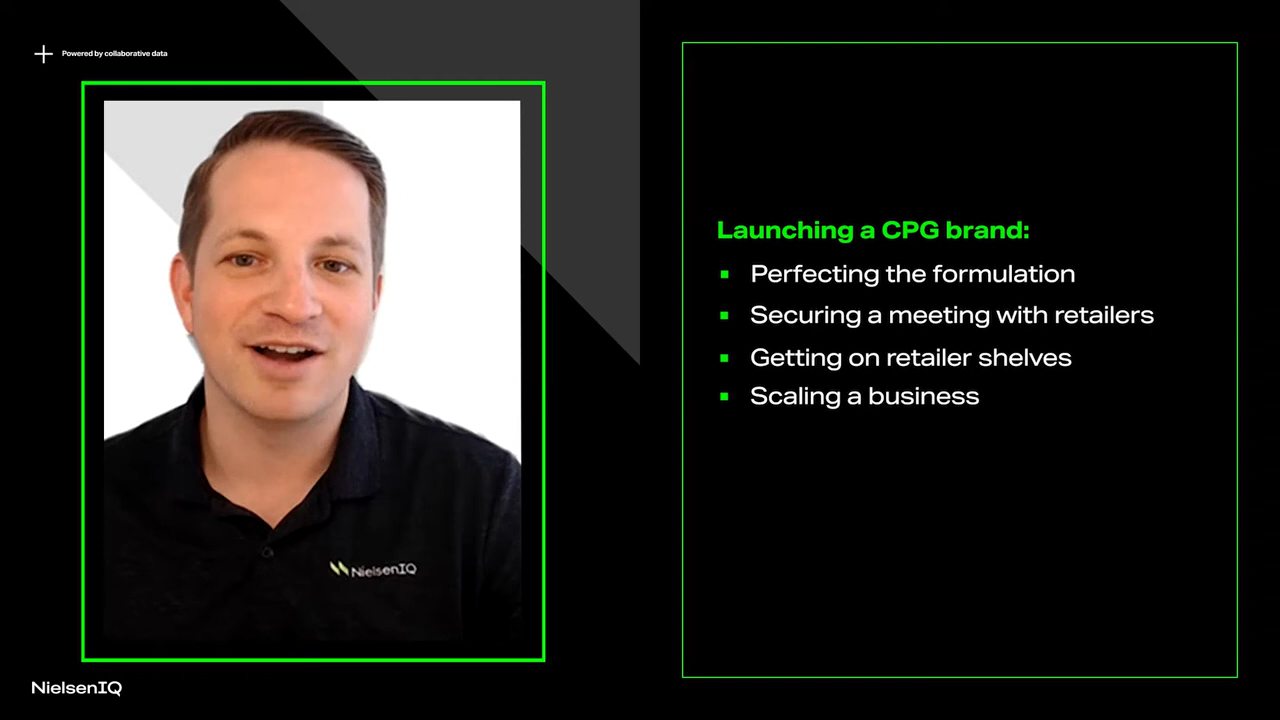 Powered by collaborative data
NielsenIQ
NielsenIQ
Launching a CPG brand:
Perfecting the formulation
Securing a meeting with retailers
Getting on retailer shelves
Scaling a business